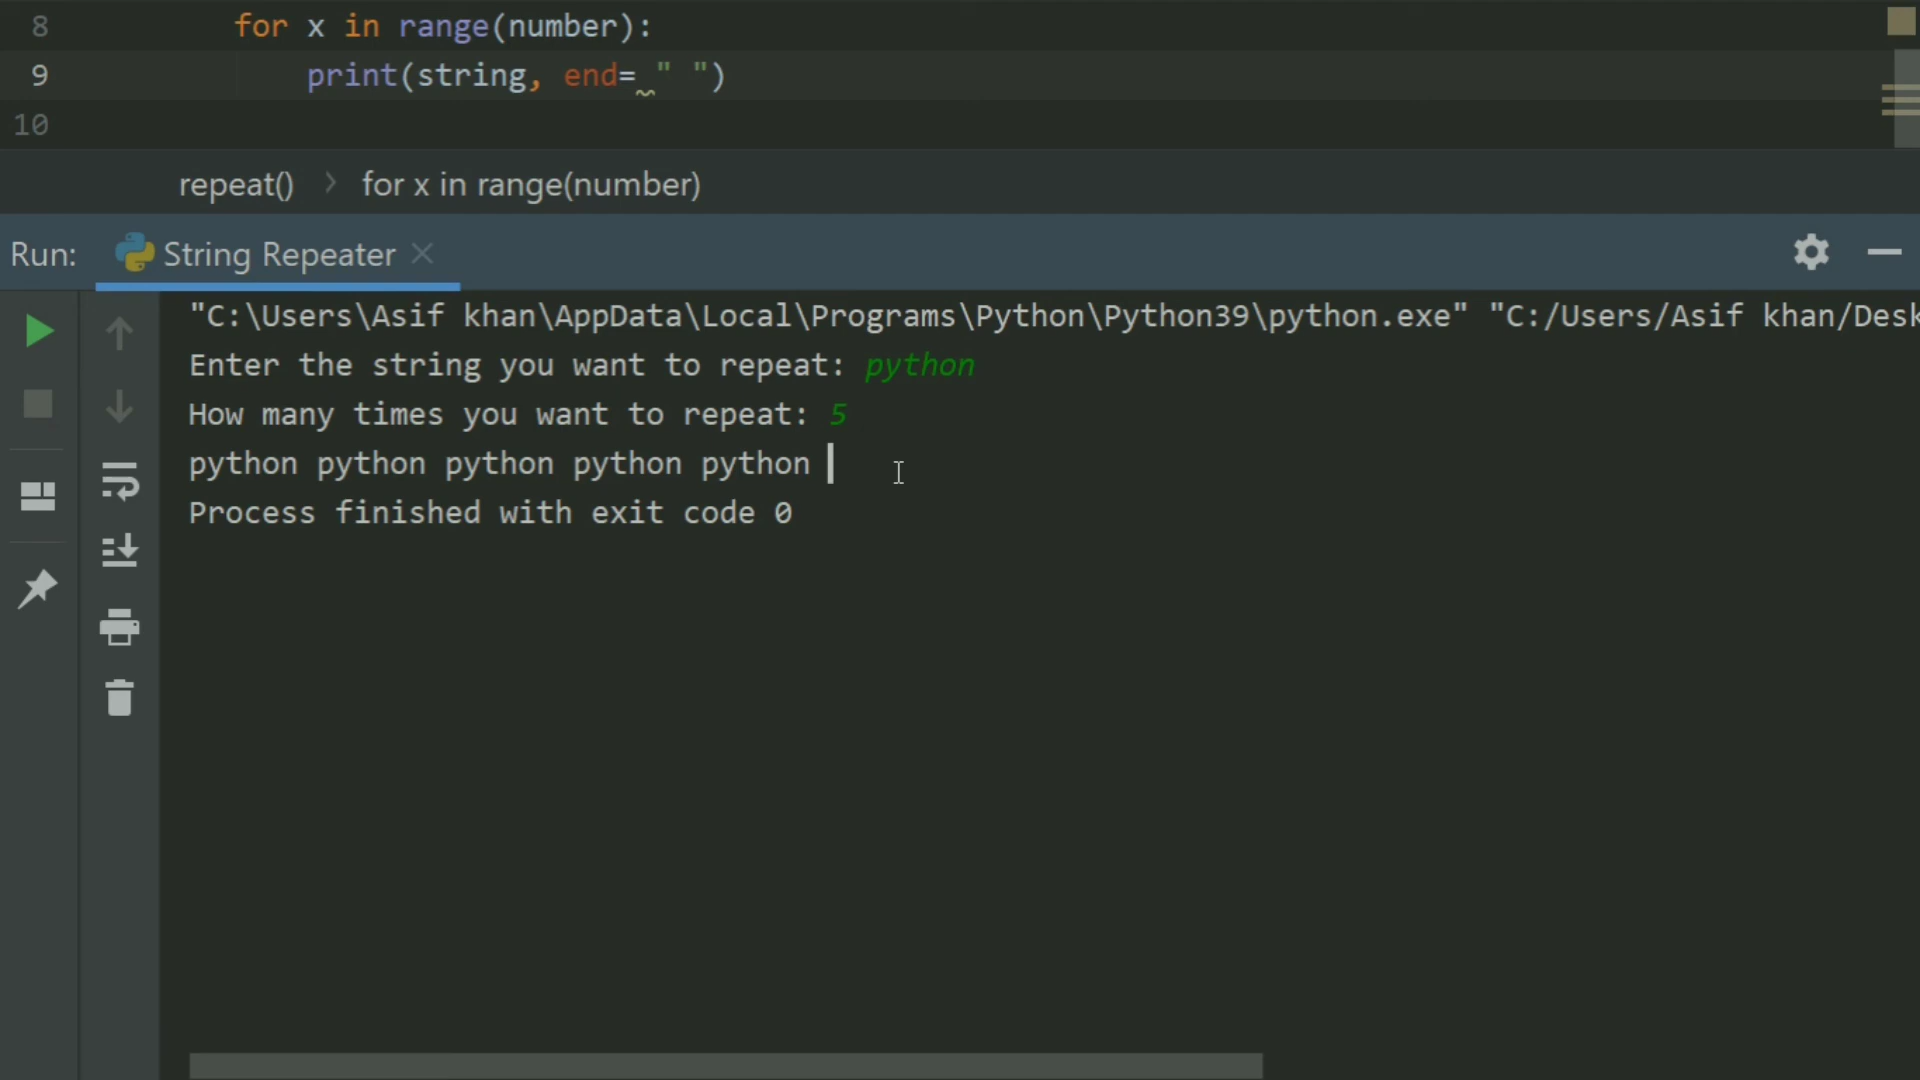 8 for x in range(number):
9 print(string, end= " ")
10
repeat() > for x in range(number)
Run: String Repeater
"C:\Users\Asif khan\AppData\Local\Programs\Python\Python39\python.exe" "C:/Users/Asif khan/Desk
Enter the string you want to repeat: python
How many times you want to repeat: 5
python python python python python
Process finished with exit code 0